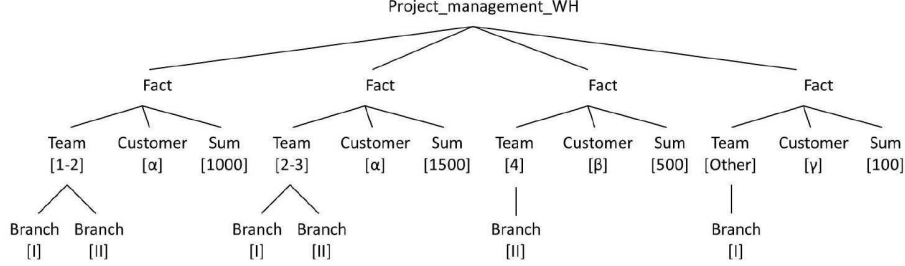 Project_management_WH
Fact Fact Fact Fact
Team Customer Sum Team Customer Sum Team Customer Sum Team Customer Sum
[1-2] [α] [1000] [2-3] [α] [1500] [4] [β] [500] [Other] [γ] [100]
Branch Branch Branch Branch Branch Branch
[I] [II] [I] [II] [II] [I]